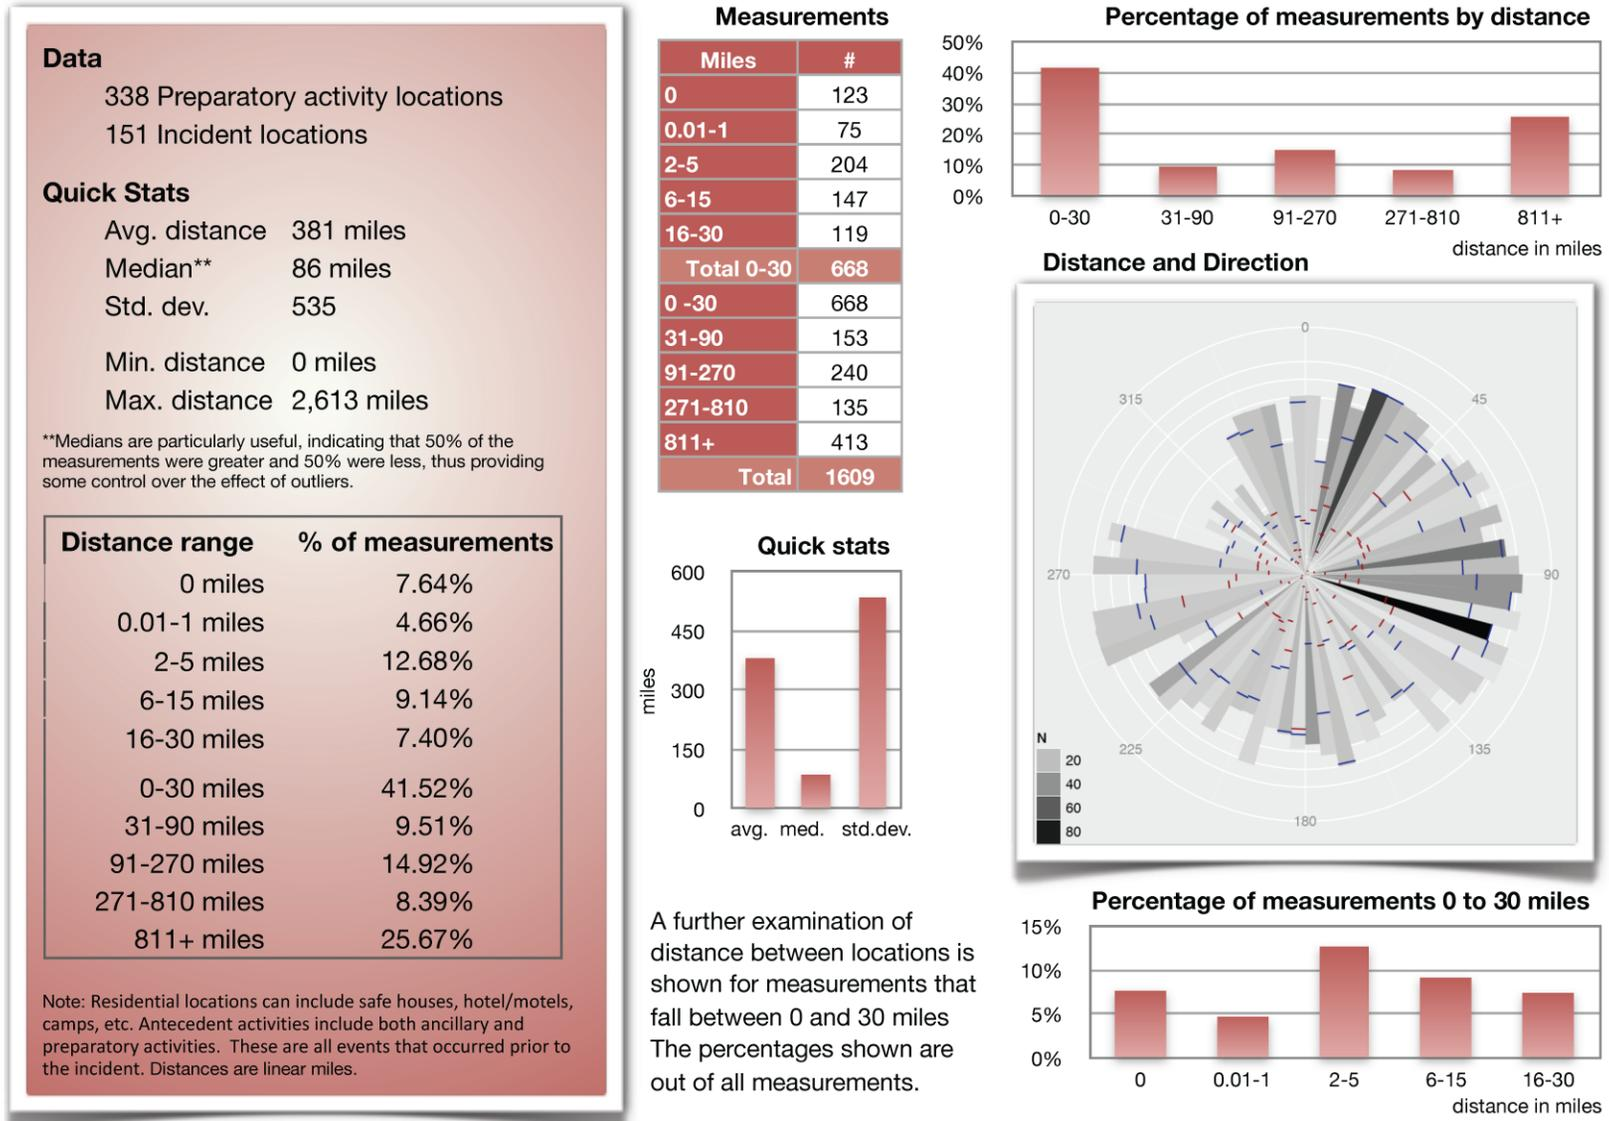 Data
338 Preparatory activity locations
151 Incident locations
Quick Stats
Avg. distance 381 miles
Median** 86 miles
Std. dev. 535
Min. distance 0 miles
Max. distance 2,613 miles
**Medians are particularly useful, indicating that 50% of the
measurements were greater and 50% were less, thus providing
some control over the effect of outliers.
Distance range % of measurements
0 miles 7.64%
0.01-1 miles 4.66%
2-5 miles 12.68%
6-15 miles 9.14%
16-30 miles 7.40%
0-30 miles 41.52%
31-90 miles 9.51%
91-270 miles 14.92%
271-810 miles 8.39%
811+ miles 25.67%
Note: Residential locations can include safe houses, hotel/motels,
camps, etc. Antecedent activities include both ancillary and
preparatory activities.  These are all events that occurred prior to
the incident. Distances are linear miles.
Measurements
Miles #
0 123
0.01-1 75
2-5 204
6-15 147
16-30 119
Total 0-30 668
0 -30 668
31-90 153
91-270 240
271-810 135
811+ 413
Total 1609
Quick stats
600
450
300
150
0
miles
avg. med. std.dev.
A further examination of
distance between locations is
shown for measurements that
fall between 0 and 30 miles
The percentages shown are
out of all measurements.
Percentage of measurements by distance
50%
40%
30%
20%
10%
0%
0-30 31-90 91-270 271-810 811+
distance in miles
Distance and Direction
0
315 45
270 90
225 135
180
N
20
40
60
80
Percentage of measurements 0 to 30 miles
15%
10%
5%
0%
0 0.01-1 2-5 6-15 16-30
distance in miles